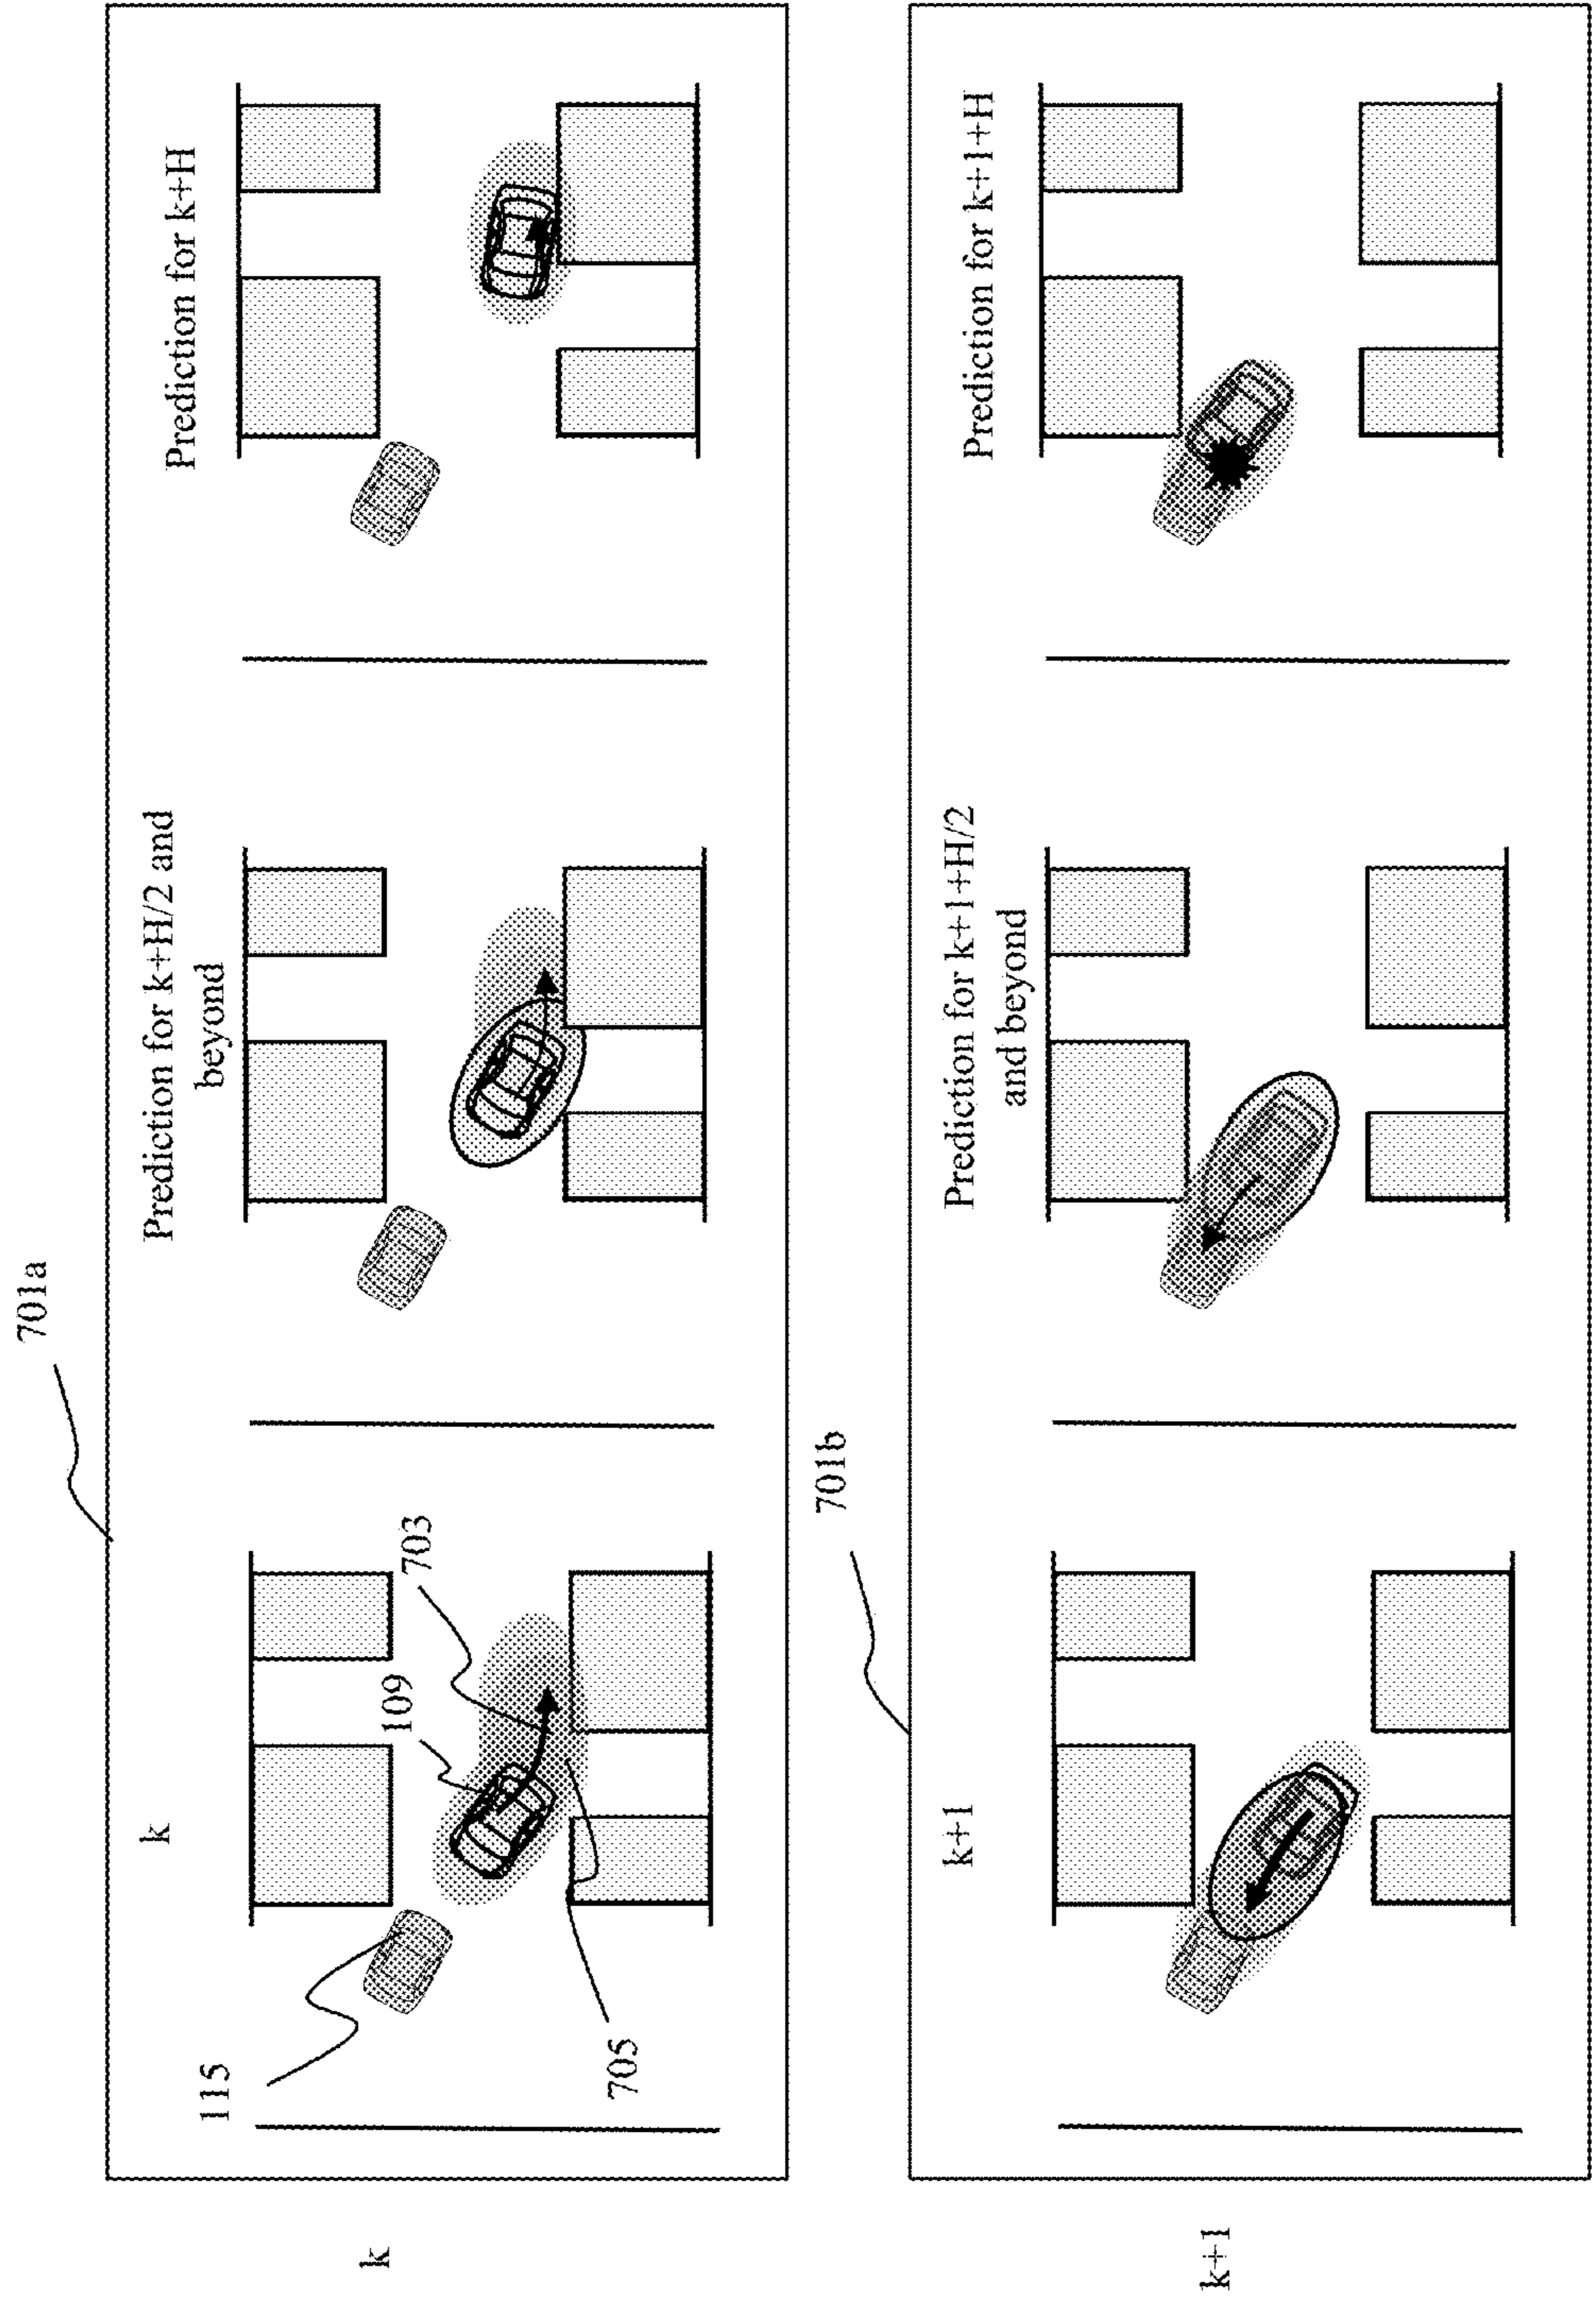 701a
k
Prediction for k+H/2 and
beyond
Prediction for k+H
k
115
109
703
705
701b
k+1
Prediction for k+1+H/2
and beyond
Prediction for k+1+H
k+1